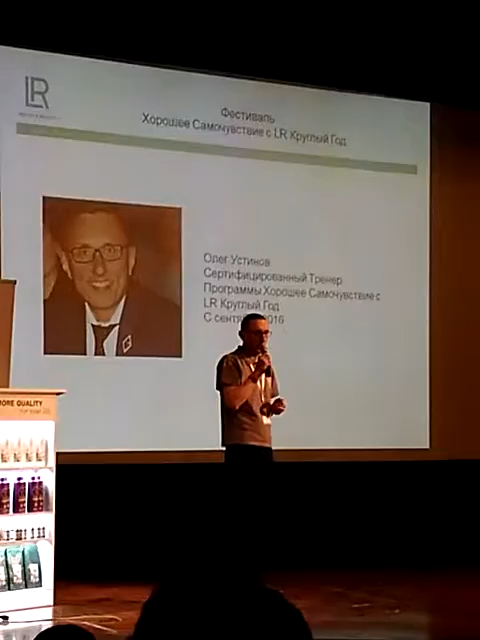 LR
Фестиваль
Хорошее Самочувствие с LR Круглый Год
Олег Устинов
Сертифицированный Тренер
Программы Хорошее Самочувствие с
LR Круглый Год
С 2016
MORE QUALITY